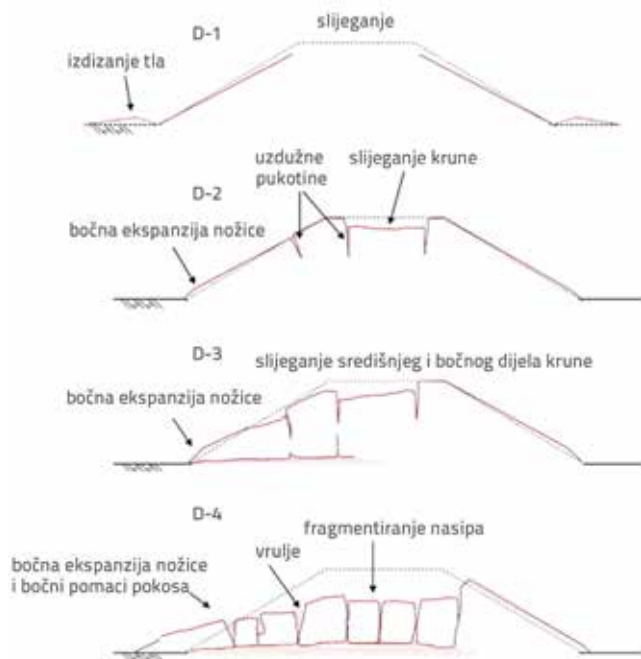 slijeganje
D-1
izdizanje tla
uzdužne
pukotine
slijeganje krune
D-2
bočna ekspanzija nožice
D-3
slijeganje središnjeg i bočnog dijela krune
bočna ekspanzija nožice
D-4
fragmentiranje nasipa
vrulje
bočna ekspanzija nožice
i bočni pomaci pokosa